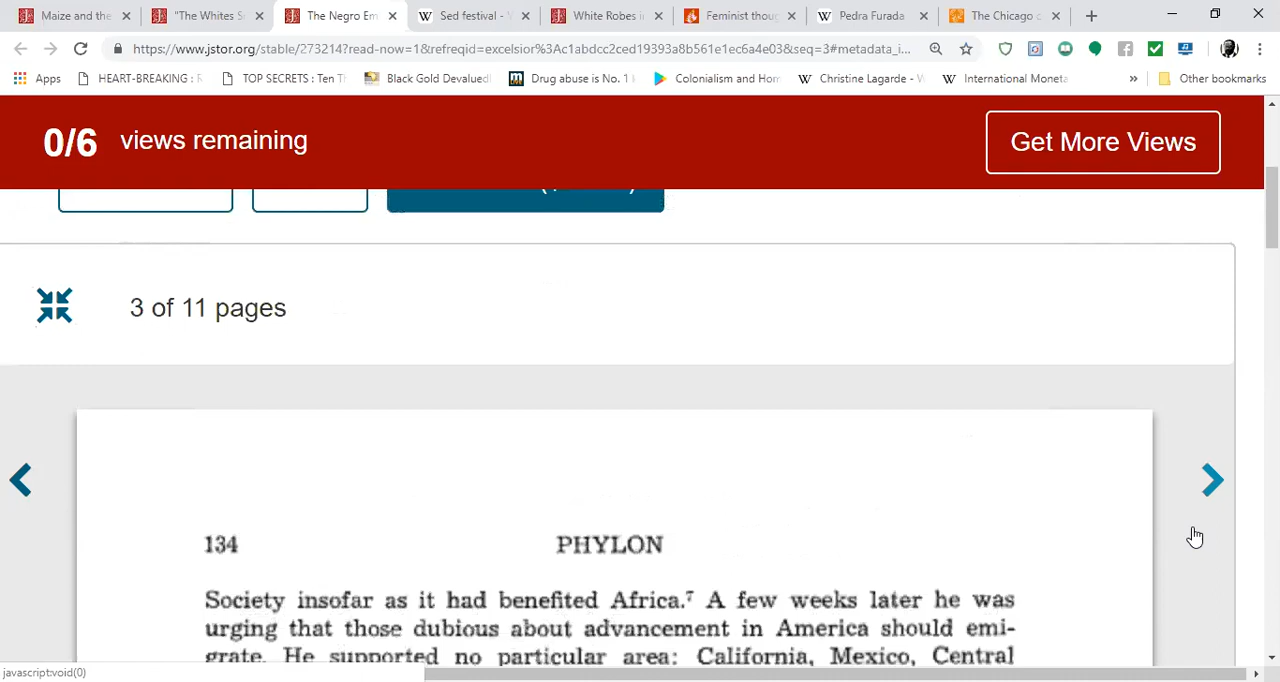 Maize and the
"The Whites S
The Negro Em
Sed festival -
White Robes i
Feminist thou
Pedra Furada
The Chicago c
https://www.jstor.org/stable/273214?read-now=1&refreqid=excelsior%3Ac1abdcc2ced19393a8b561e1ec6a4e03&seq=3#metadata_i...
Apps
HEART-BREAKING :
TOP SECRETS : Ten Th
Black Gold Devalued
Drug abuse is No. 1
Colonialism and Hom
Christine Lagarde -
International Moneta
»
Other bookmarks
0/6 views remaining
Get More Views
3 of 11 pages
134 PHYLON
Society insofar as it had benefited Africa.⁷ A few weeks later he was
urging that those dubious about advancement in America should emi-
grate. He supported no particular area: California, Mexico, Central
javascript:void(0)